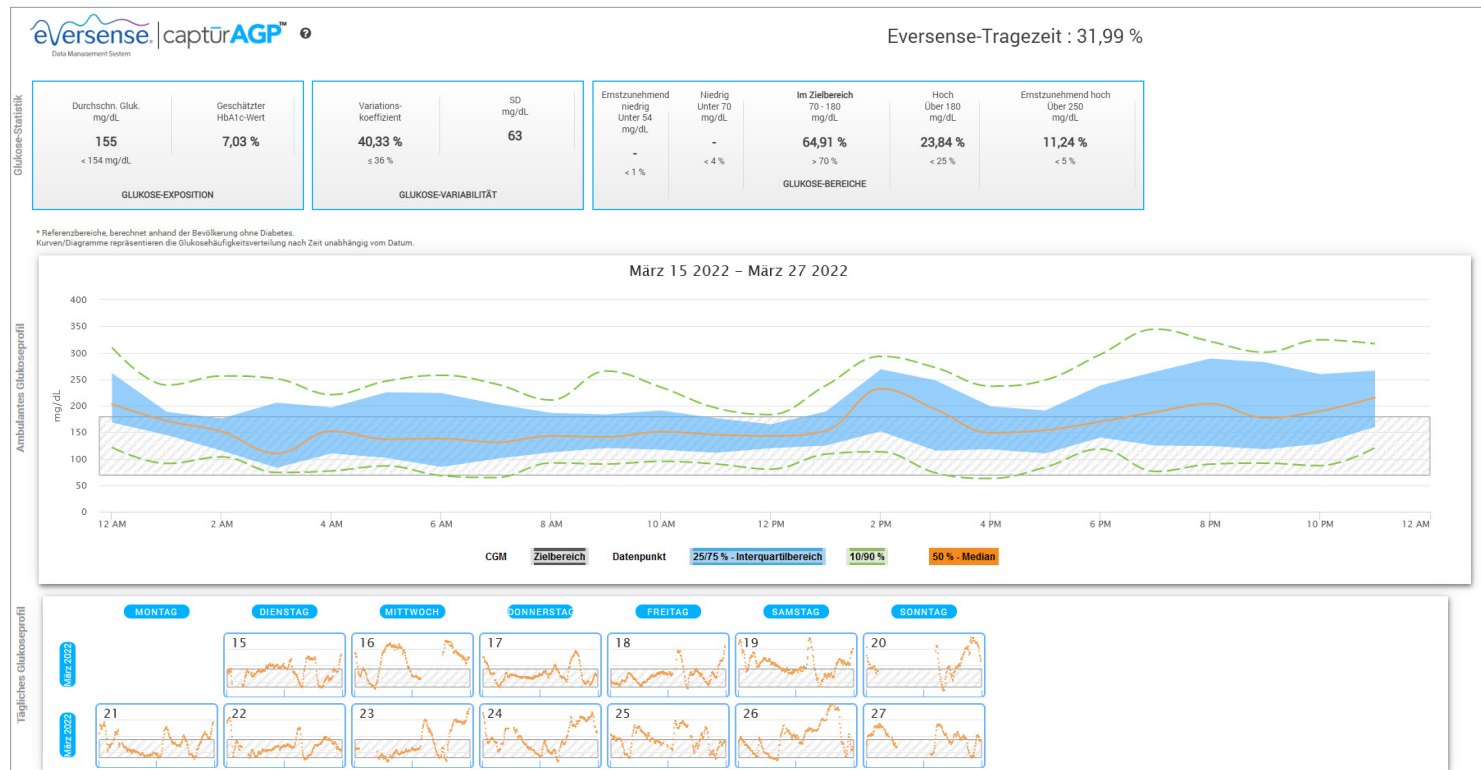 eversense. | captūrAGP™ ?
Data Management System
Eversense-Tragezeit : 31,99 %
Glukose-Statistik
Durchschn. Gluk.
mg/dL
155
< 154 mg/dL
Geschätzter
HbA1c-Wert
7,03 %
GLUKOSE-EXPOSITION
Variations-
koeffizient
40,33 %
≤ 36 %
SD
mg/dL
63
GLUKOSE-VARIABILITÄT
Ernstzunehmend
niedrig
Unter 54
mg/dL
-
< 1 %
Niedrig
Unter 70
mg/dL
-
< 4 %
Im Zielbereich
70 - 180
mg/dL
64,91 %
> 70 %
Hoch
Über 180
mg/dL
23,84 %
< 25 %
Ernstzunehmend hoch
Über 250
mg/dL
11,24 %
< 5 %
GLUKOSE-BEREICHE
* Referenzbereiche, berechnet anhand der Bevölkerung ohne Diabetes.
Kurven/Diagramme repräsentieren die Glukosehäufigkeitsverteilung nach Zeit unabhängig vom Datum.
Ambulantes Glukoseprofil
März 15 2022 – März 27 2022
mg/dL
400
350
300
250
200
150
100
50
0
12 AM 2 AM 4 AM 6 AM 8 AM 10 AM 12 PM 2 PM 4 PM 6 PM 8 PM 10 PM 12 AM
CGM Zielbereich Datenpunkt 25/75 % - Interquartilbereich 10/90 % 50 % - Median
Tägliches Glukoseprofil
MONTAG DIENSTAG MITTWOCH DONNERSTAG FREITAG SAMSTAG SONNTAG
März 2022
15 16 17 18 19 20
März 2022
21 22 23 24 25 26 27